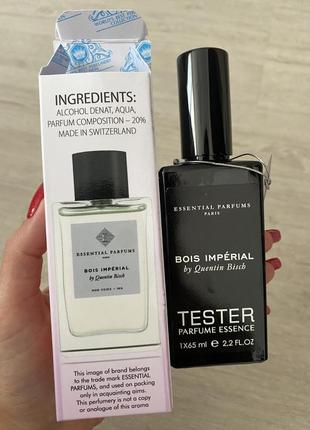 INGREDIENTS:
ALCOHOL DENAT, AQUA,
PARFUM COMPOSITION – 20%
MADE IN SWITZERLAND
ESSENTIAL PARFUMS
BOIS IMPÉRIAL
by Quentin Bisch
This image of brand belongs
to the trade mark ESSENTIAL
PARFUMS, and used on packing
only in acquainting aims.
This perfumery is not a copy
or analogue of this aroma
ESSENTIAL PARFUMS
PARIS
BOIS IMPÉRIAL
by Quentin Bisch
TESTER
PARFUME ESSENCE
1X65 ml e 2.2 FL.OZ